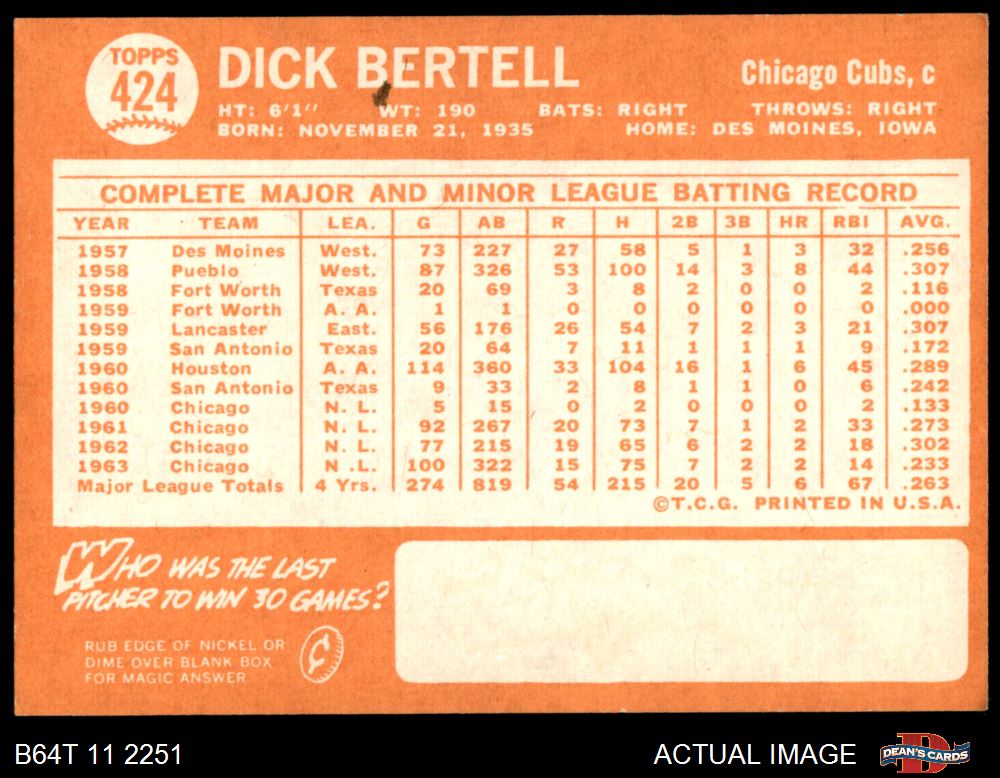 TOPPS
424
DICK BERTELL
Chicago Cubs, c
HT: 6'1" WT: 190 BATS: RIGHT THROWS: RIGHT
BORN: NOVEMBER 21, 1935 HOME: DES MOINES, IOWA
COMPLETE MAJOR AND MINOR LEAGUE BATTING RECORD
YEAR TEAM LEA. G AB R H 2B 3B HR RBI AVG.
1957 Des Moines West. 73 227 27 58 5 1 3 32 .256
1958 Pueblo West. 87 326 53 100 14 3 8 44 .307
1958 Fort Worth Texas 20 69 3 8 2 0 0 2 .116
1959 Fort Worth A. A. 1 1 0 0 0 0 0 0 .000
1959 Lancaster East. 56 176 26 54 7 2 3 21 .307
1959 San Antonio Texas 20 64 7 11 1 1 1 9 .172
1960 Houston A. A. 114 360 33 104 16 1 6 45 .289
1960 San Antonio Texas 9 33 2 8 1 1 0 6 .242
1960 Chicago N. L. 5 15 0 2 0 0 0 2 .133
1961 Chicago N. L. 92 267 20 73 7 1 2 33 .273
1962 Chicago N. L. 77 215 19 65 6 2 2 18 .302
1963 Chicago N .L. 100 322 15 75 7 2 2 14 .233
Major League Totals 4 Yrs. 274 819 54 215 20 5 6 67 .263
©T.C.G. PRINTED IN U.S.A.
WHO WAS THE LAST
PITCHER TO WIN 30 GAMES?
RUB EDGE OF NICKEL OR
DIME OVER BLANK BOX
FOR MAGIC ANSWER
¢
B64T 11 2251
ACTUAL IMAGE
D
DEAN'S CARDS